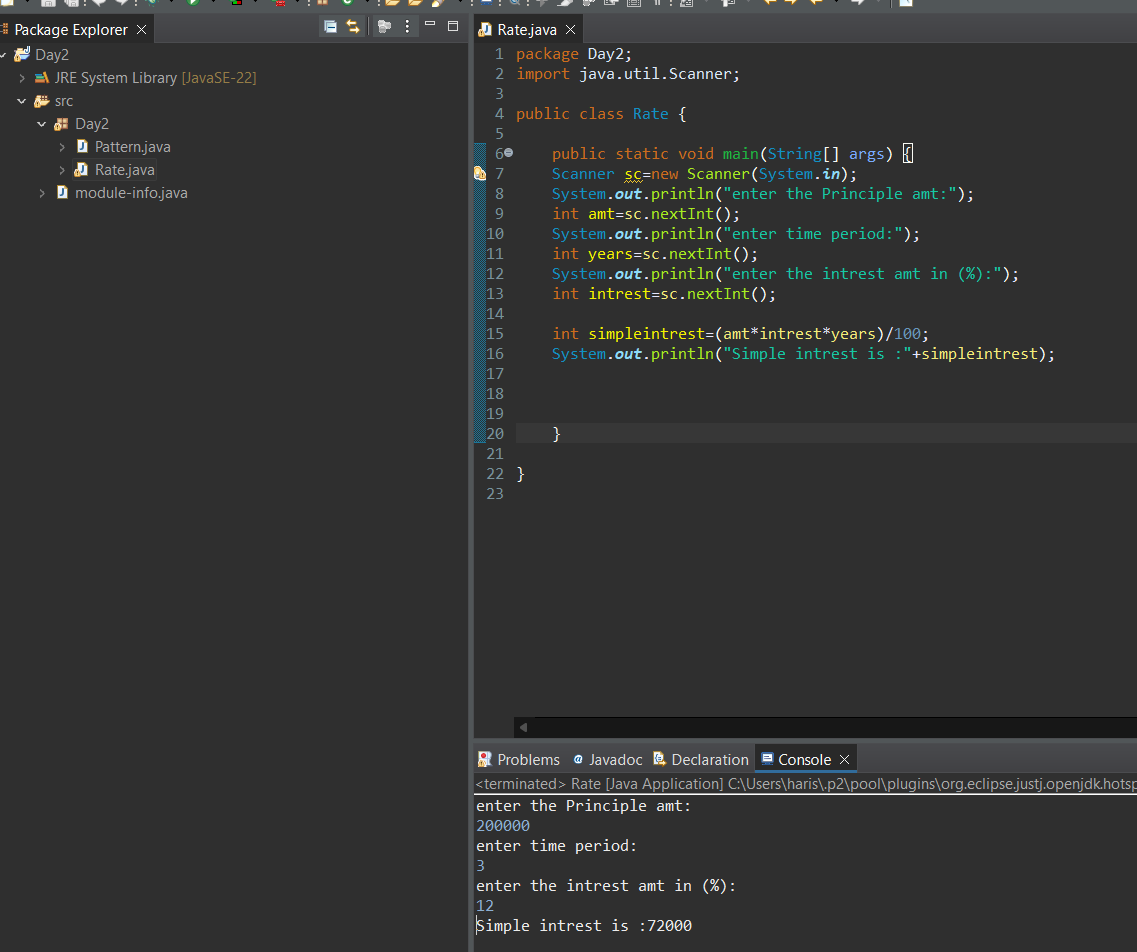 Package Explorer
Day2
JRE System Library [JavaSE-22]
src
Day2
Pattern.java
Rate.java
module-info.java
Rate.java
1 package Day2;
2 import java.util.Scanner;
3
4 public class Rate {
5
6 public static void main(String[] args) {
7 Scanner sc=new Scanner(System.in);
8 System.out.println("enter the Principle amt:");
9 int amt=sc.nextInt();
10 System.out.println("enter time period:");
11 int years=sc.nextInt();
12 System.out.println("enter the intrest amt in (%):");
13 int intrest=sc.nextInt();
14
15 int simpleintrest=(amt*intrest*years)/100;
16 System.out.println("Simple intrest is :"+simpleintrest);
17
18
19
20 }
21
22 }
23
Problems @ Javadoc Declaration Console
<terminated> Rate [Java Application] C:\Users\haris\.p2\pool\plugins\org.eclipse.justj.openjdk.hotsp
enter the Principle amt:
200000
enter time period:
3
enter the intrest amt in (%):
12
Simple intrest is :72000